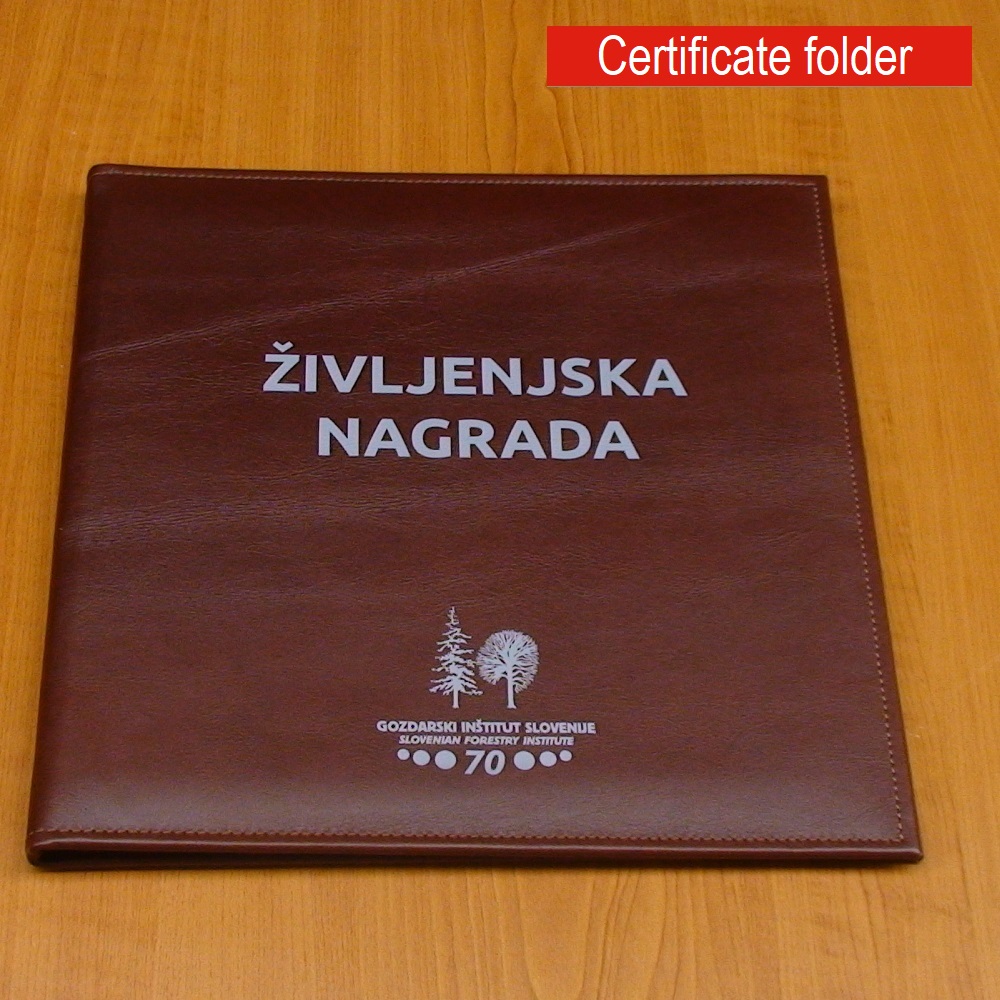 Certificate folder
ŽIVLJENJSKA
NAGRADA
GOZDARSKI INŠTITUT SLOVENIJE
SLOVENIAN FORESTRY INSTITUTE
70